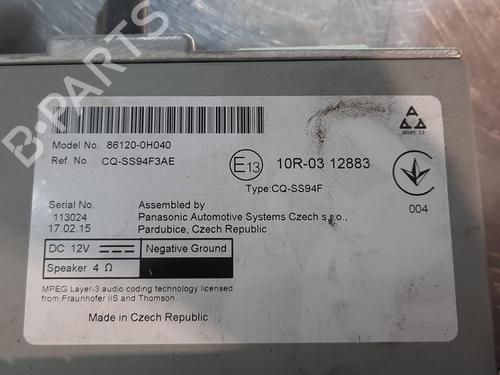 B-PARTS
Model No. 86120-0H040
Ref. No. CQ-SS94F3AE
E13
10R-03 12883
Type:CQ-SS94F
004
Serial No.
113024
17.02.15
Assembled by
Panasonic Automotive Systems Czech s.r.o.,
Pardubice, Czech Republic
DC 12V
Negative Ground
Speaker 4 Ω
MPEG Layer-3 audio coding technology licensed
from Fraunhofer IIS and Thomson
Made in Czech Republic